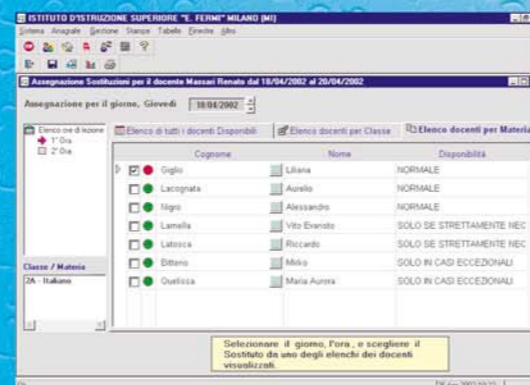 ISTITUTO D'ISTRUZIONE SUPERIORE "E. FERMI" MILANO (MI)
Sistema Anagrafe Gestione Stampe Tabelle Finestre Altro
Assegnazione Sostituzioni per il docente Massari Renato dal 18/04/2002 al 20/04/2002
Assegnazione per il giorno, Giovedì 18/04/2002
Elenco ore di lezione
1° Ora
2° Ora
Elenco di tutti i docenti Disponibili
Elenco docenti per Classe
Elenco docenti per Materia
Cognome Nome Disponibilità
Giglio Liliana NORMALE
Lacognata Aurelio NORMALE
Nigro Alessandro NORMALE
Lamella Vito Evaristo SOLO SE STRETTAMENTE NEC
Latosca Riccardo SOLO SE STRETTAMENTE NEC
Bitterio Mirko SOLO IN CASI ECCEZIONALI
Quelissa Maria Aurora SOLO IN CASI ECCEZIONALI
Classe / Materia
2A - Italiano
Selezionare il giorno, l'ora , e scegliere il
Sostituto da uno degli elenchi dei docenti
visualizzati.